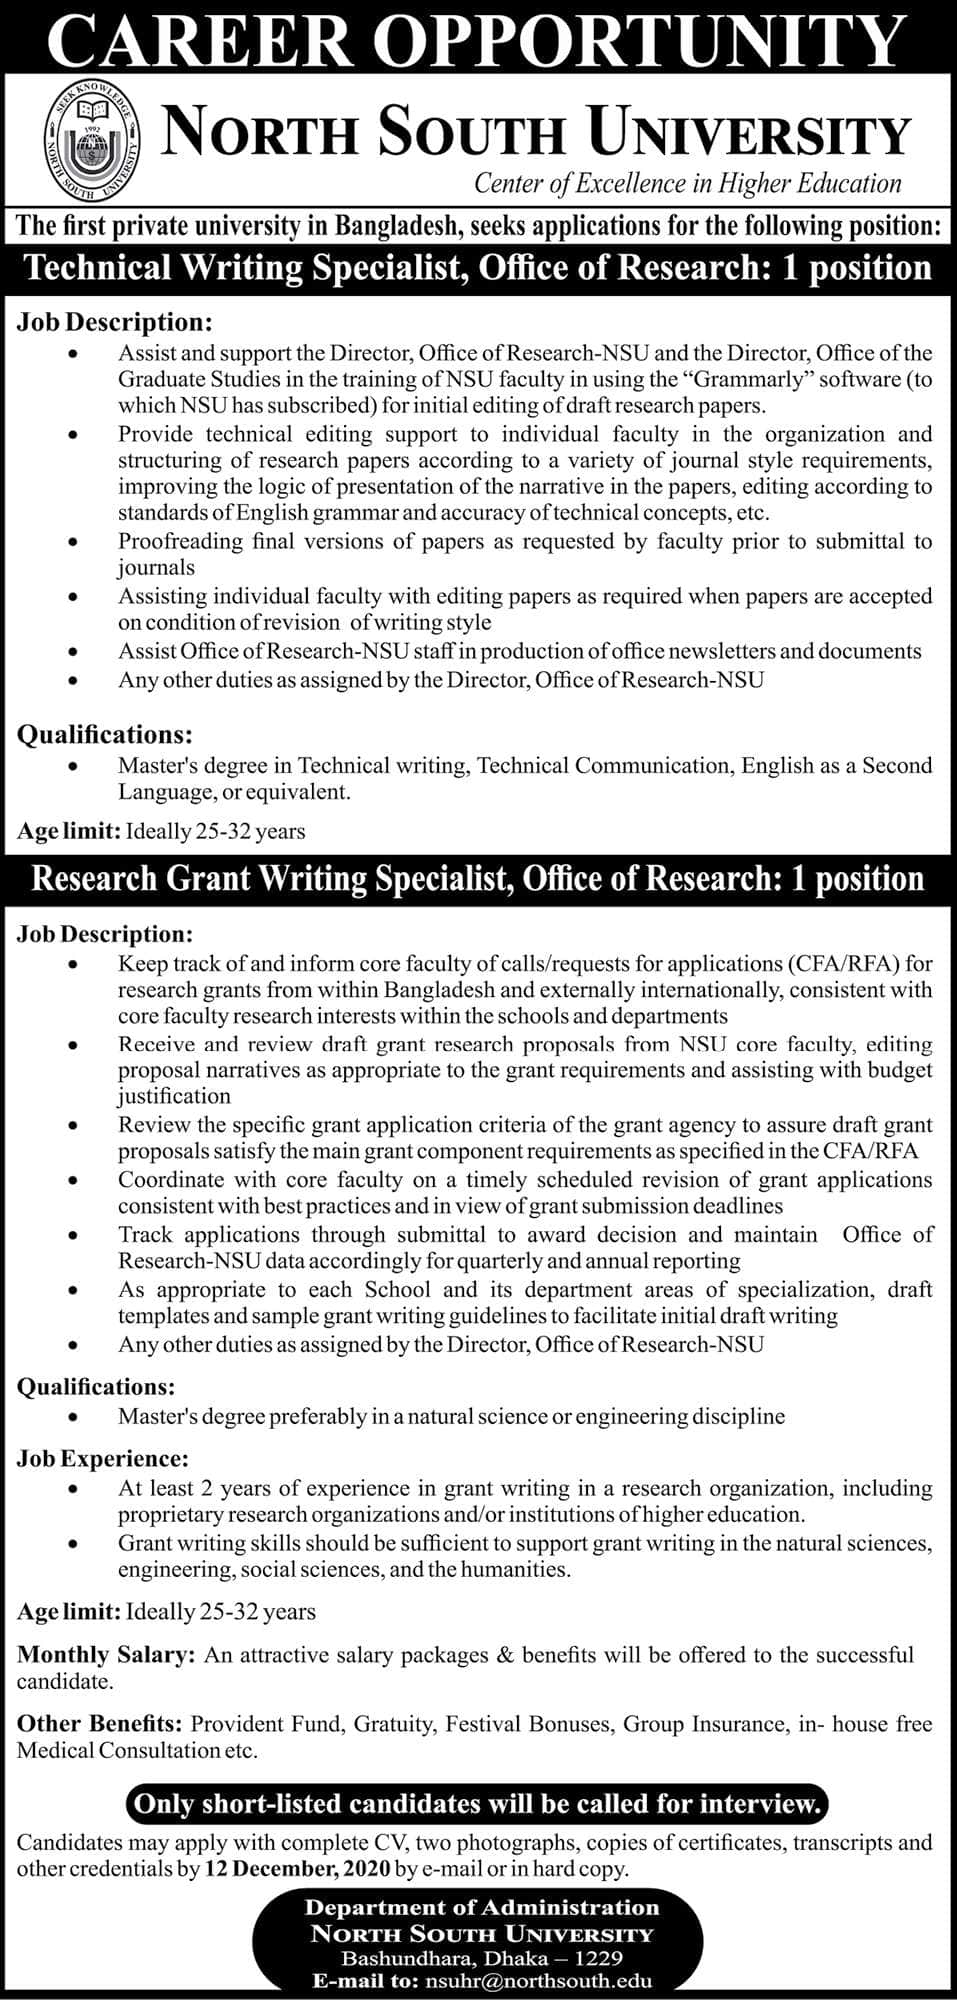 CAREER OPPORTUNITY
SEEK KNOWLEDGE
1992
NORTH SOUTH UNIVERSITY
NORTH SOUTH UNIVERSITY
Center of Excellence in Higher Education
The first private university in Bangladesh, seeks applications for the following position:
Technical Writing Specialist, Office of Research: 1 position
Job Description:
• Assist and support the Director, Office of Research-NSU and the Director, Office of the
Graduate Studies in the training of NSU faculty in using the “Grammarly” software (to
which NSU has subscribed) for initial editing of draft research papers.
• Provide technical editing support to individual faculty in the organization and
structuring of research papers according to a variety of journal style requirements,
improving the logic of presentation of the narrative in the papers, editing according to
standards of English grammar and accuracy of technical concepts, etc.
• Proofreading final versions of papers as requested by faculty prior to submittal to
journals
• Assisting individual faculty with editing papers as required when papers are accepted
on condition of revision of writing style
• Assist Office of Research-NSU staff in production of office newsletters and documents
• Any other duties as assigned by the Director, Office of Research-NSU
Qualifications:
• Master's degree in Technical writing, Technical Communication, English as a Second
Language, or equivalent.
Age limit: Ideally 25-32 years
Research Grant Writing Specialist, Office of Research: 1 position
Job Description:
• Keep track of and inform core faculty of calls/requests for applications (CFA/RFA) for
research grants from within Bangladesh and externally internationally, consistent with
core faculty research interests within the schools and departments
• Receive and review draft grant research proposals from NSU core faculty, editing
proposal narratives as appropriate to the grant requirements and assisting with budget
justification
• Review the specific grant application criteria of the grant agency to assure draft grant
proposals satisfy the main grant component requirements as specified in the CFA/RFA
• Coordinate with core faculty on a timely scheduled revision of grant applications
consistent with best practices and in view of grant submission deadlines
• Track applications through submittal to award decision and maintain Office of
Research-NSU data accordingly for quarterly and annual reporting
• As appropriate to each School and its department areas of specialization, draft
templates and sample grant writing guidelines to facilitate initial draft writing
• Any other duties as assigned by the Director, Office of Research-NSU
Qualifications:
• Master's degree preferably in a natural science or engineering discipline
Job Experience:
• At least 2 years of experience in grant writing in a research organization, including
proprietary research organizations and/or institutions of higher education.
• Grant writing skills should be sufficient to support grant writing in the natural sciences,
engineering, social sciences, and the humanities.
Age limit: Ideally 25-32 years
Monthly Salary: An attractive salary packages & benefits will be offered to the successful
candidate.
Other Benefits: Provident Fund, Gratuity, Festival Bonuses, Group Insurance, in- house free
Medical Consultation etc.
Only short-listed candidates will be called for interview.
Candidates may apply with complete CV, two photographs, copies of certificates, transcripts and
other credentials by 12 December, 2020 by e-mail or in hard copy.
Department of Administration
NORTH SOUTH UNIVERSITY
Bashundhara, Dhaka – 1229
E-mail to: nsuhr@northsouth.edu